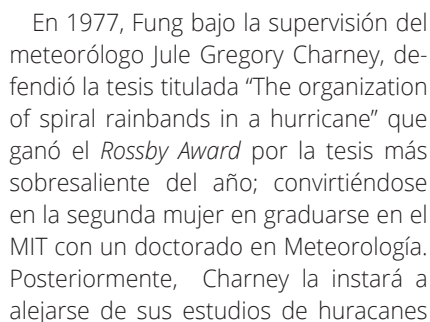 En 1977, Fung bajo la supervisión del
meteorólogo Jule Gregory Charney, de-
fendió la tesis titulada “The organization
of spiral rainbands in a hurricane” que
ganó el Rossby Award por la tesis más
sobresaliente del año; convirtiéndose
en la segunda mujer en graduarse en el
MIT con un doctorado en Meteorología.
Posteriormente, Charney la instará a
alejarse de sus estudios de huracanes